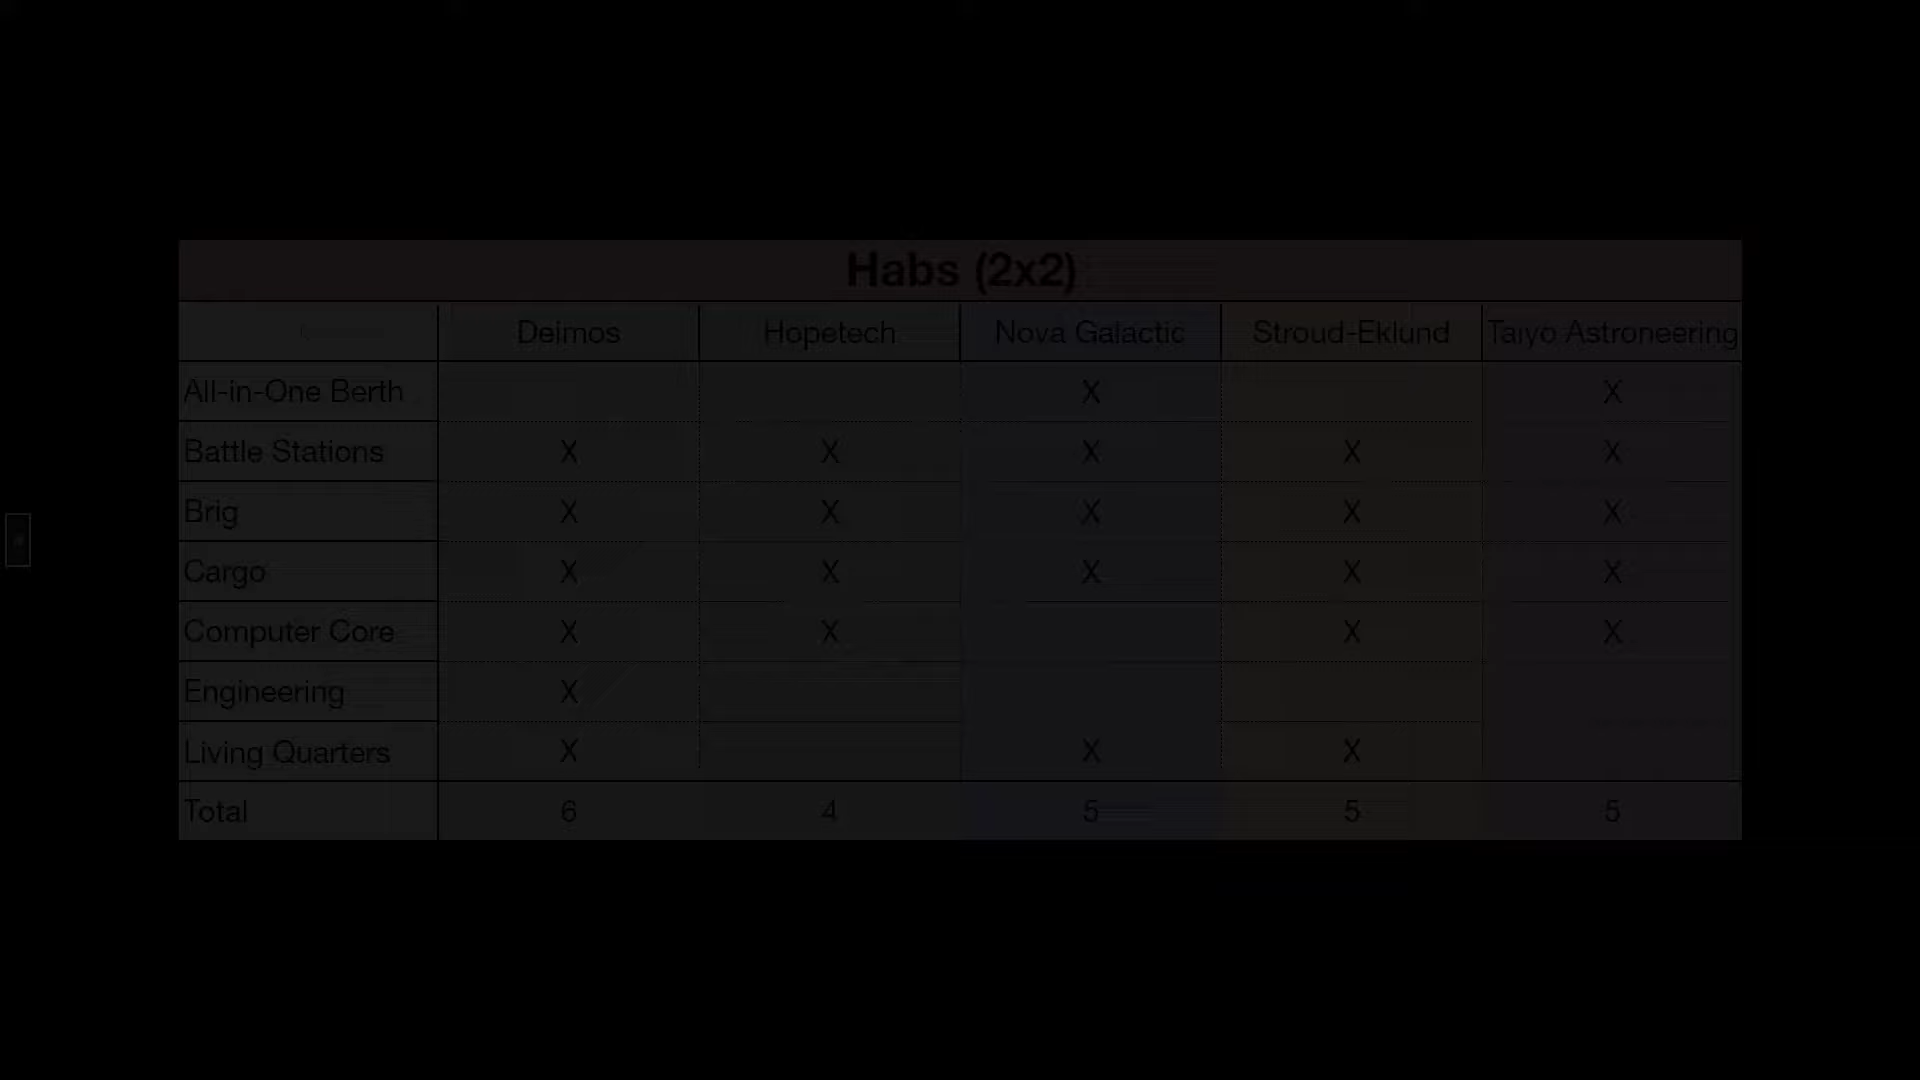 Habs (2x2)
Deimos Hopetech Nova Galactic Stroud-Eklund Taiyo Astroneering
All-in-One Berth X X
Battle Stations X X X X X
Brig X X X X X
Cargo X X X X X
Computer Core X X X X
Engineering X
Living Quarters X X X
Total 6 4 5 5 5